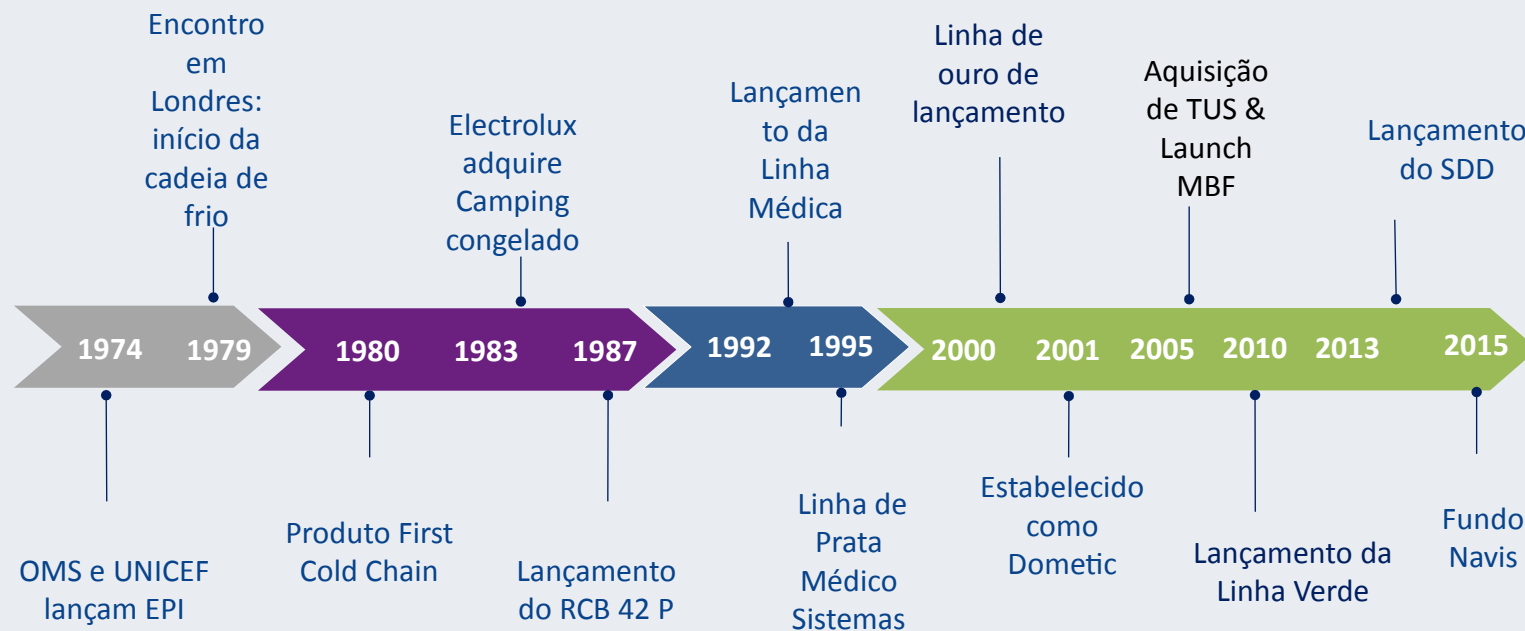 Encontro
em
Londres:
início da
cadeia de
frio
Electrolux
adquire
Camping
congelado
Lançamen
to da
Linha
Médica
Linha de
ouro de
lançamento
Aquisição
de TUS &
Launch
MBF
Lançamento
do SDD
1974 1979 1980 1983 1987 1992 1995 2000 2001 2005 2010 2013 2015
OMS e UNICEF
lançam EPI
Produto First
Cold Chain
Lançamento
do RCB 42 P
Linha de
Prata
Médico
Sistemas
Estabelecido
como
Dometic
Lançamento da
Linha Verde
Fundo
Navis